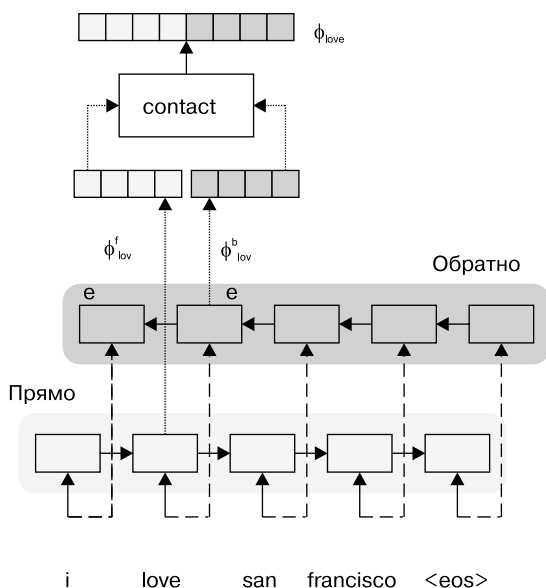 ϕlove
contact
ϕflov
ϕblov
Обратно
e e
Прямо
i love san francisco <eos>